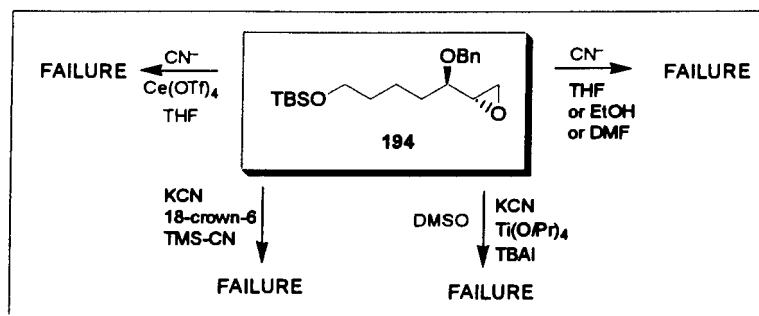 FAILURE
CN⁻
Ce(OTf)₄
THF
OBn
TBSO
O
194
CN⁻
THF
or EtOH
or DMF
FAILURE
KCN
18-crown-6
TMS-CN
FAILURE
DMSO
KCN
Ti(OiPr)₄
TBAI
FAILURE